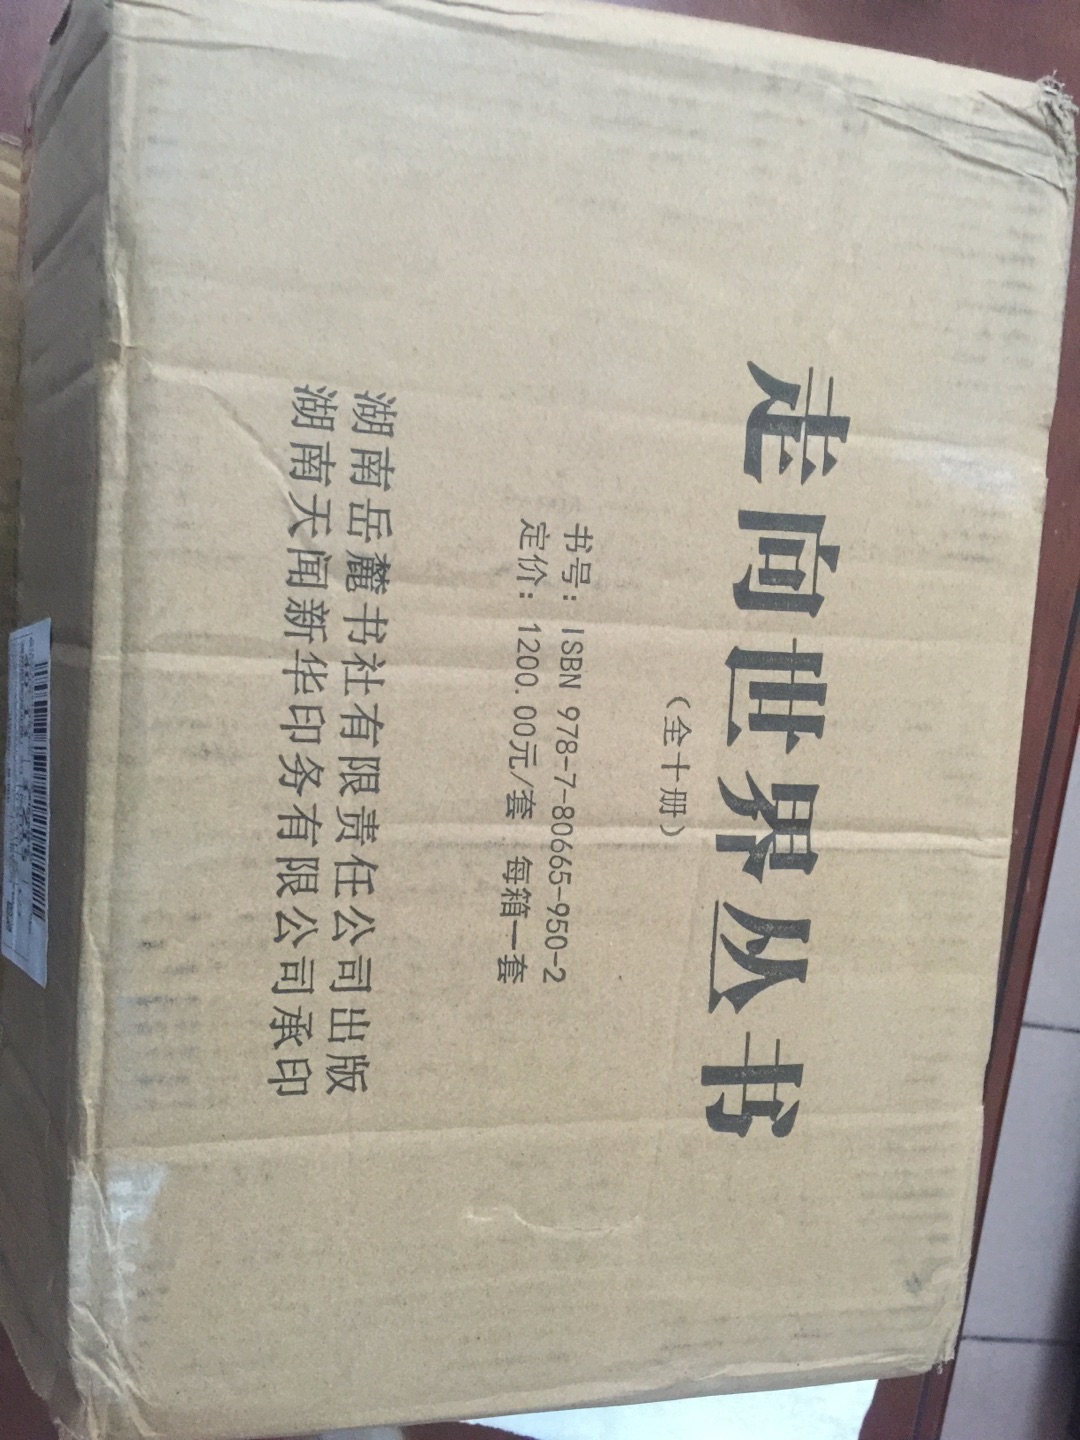 走向世界丛书
（全十册）
书号：ISBN 978-7-80665-950-2
定价：1200.00元/套 每箱一套
湖南岳麓书社有限责任公司出版
湖南天闻新华印务有限公司承印